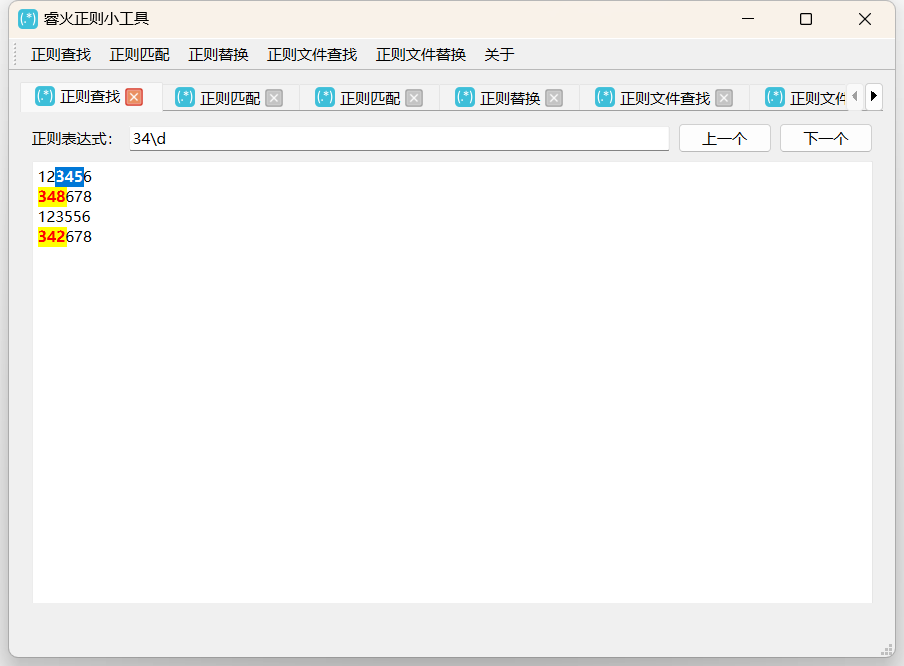 (.*) 睿火正则小工具
正则查找 正则匹配 正则替换 正则文件查找 正则文件替换 关于
(.*) 正则查找 (.*) 正则匹配 (.*) 正则匹配 (.*) 正则替换 (.*) 正则文件查找 (.*) 正则文件
正则表达式： 34\d 上一个 下一个
123456
348678
123556
342678